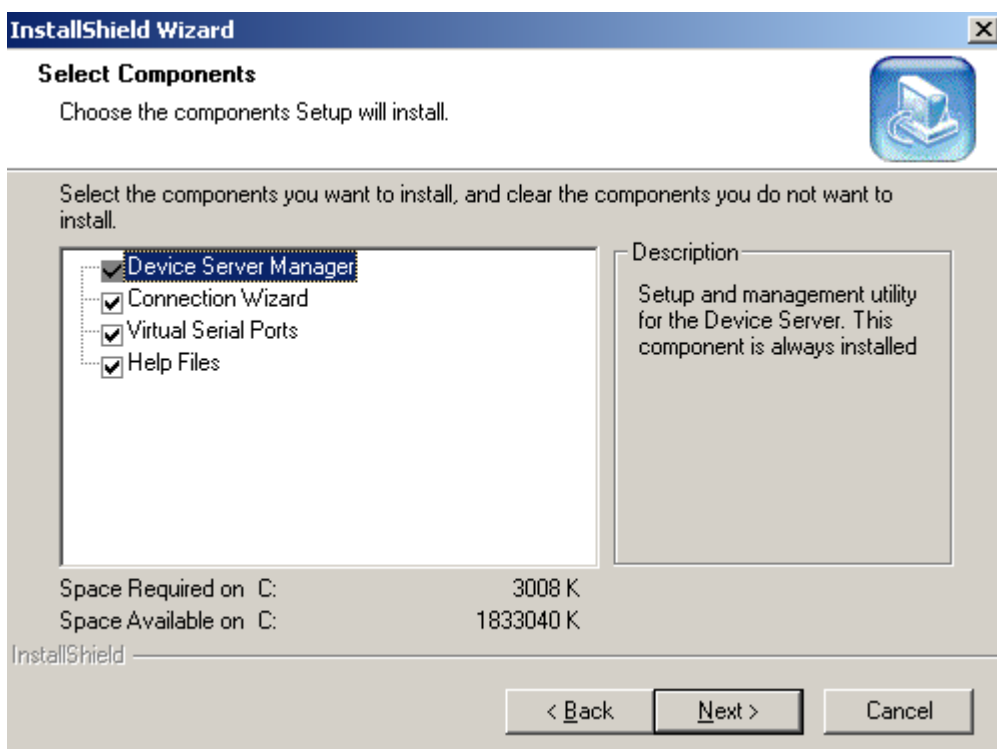 InstallShield Wizard
Select Components
Choose the components Setup will install.
Select the components you want to install, and clear the components you do not want to
install.
Device Server Manager
Connection Wizard
Virtual Serial Ports
Help Files
Description
Setup and management utility
for the Device Server. This
component is always installed
Space Required on C: 3008 K
Space Available on C: 1833040 K
InstallShield
< Back Next > Cancel